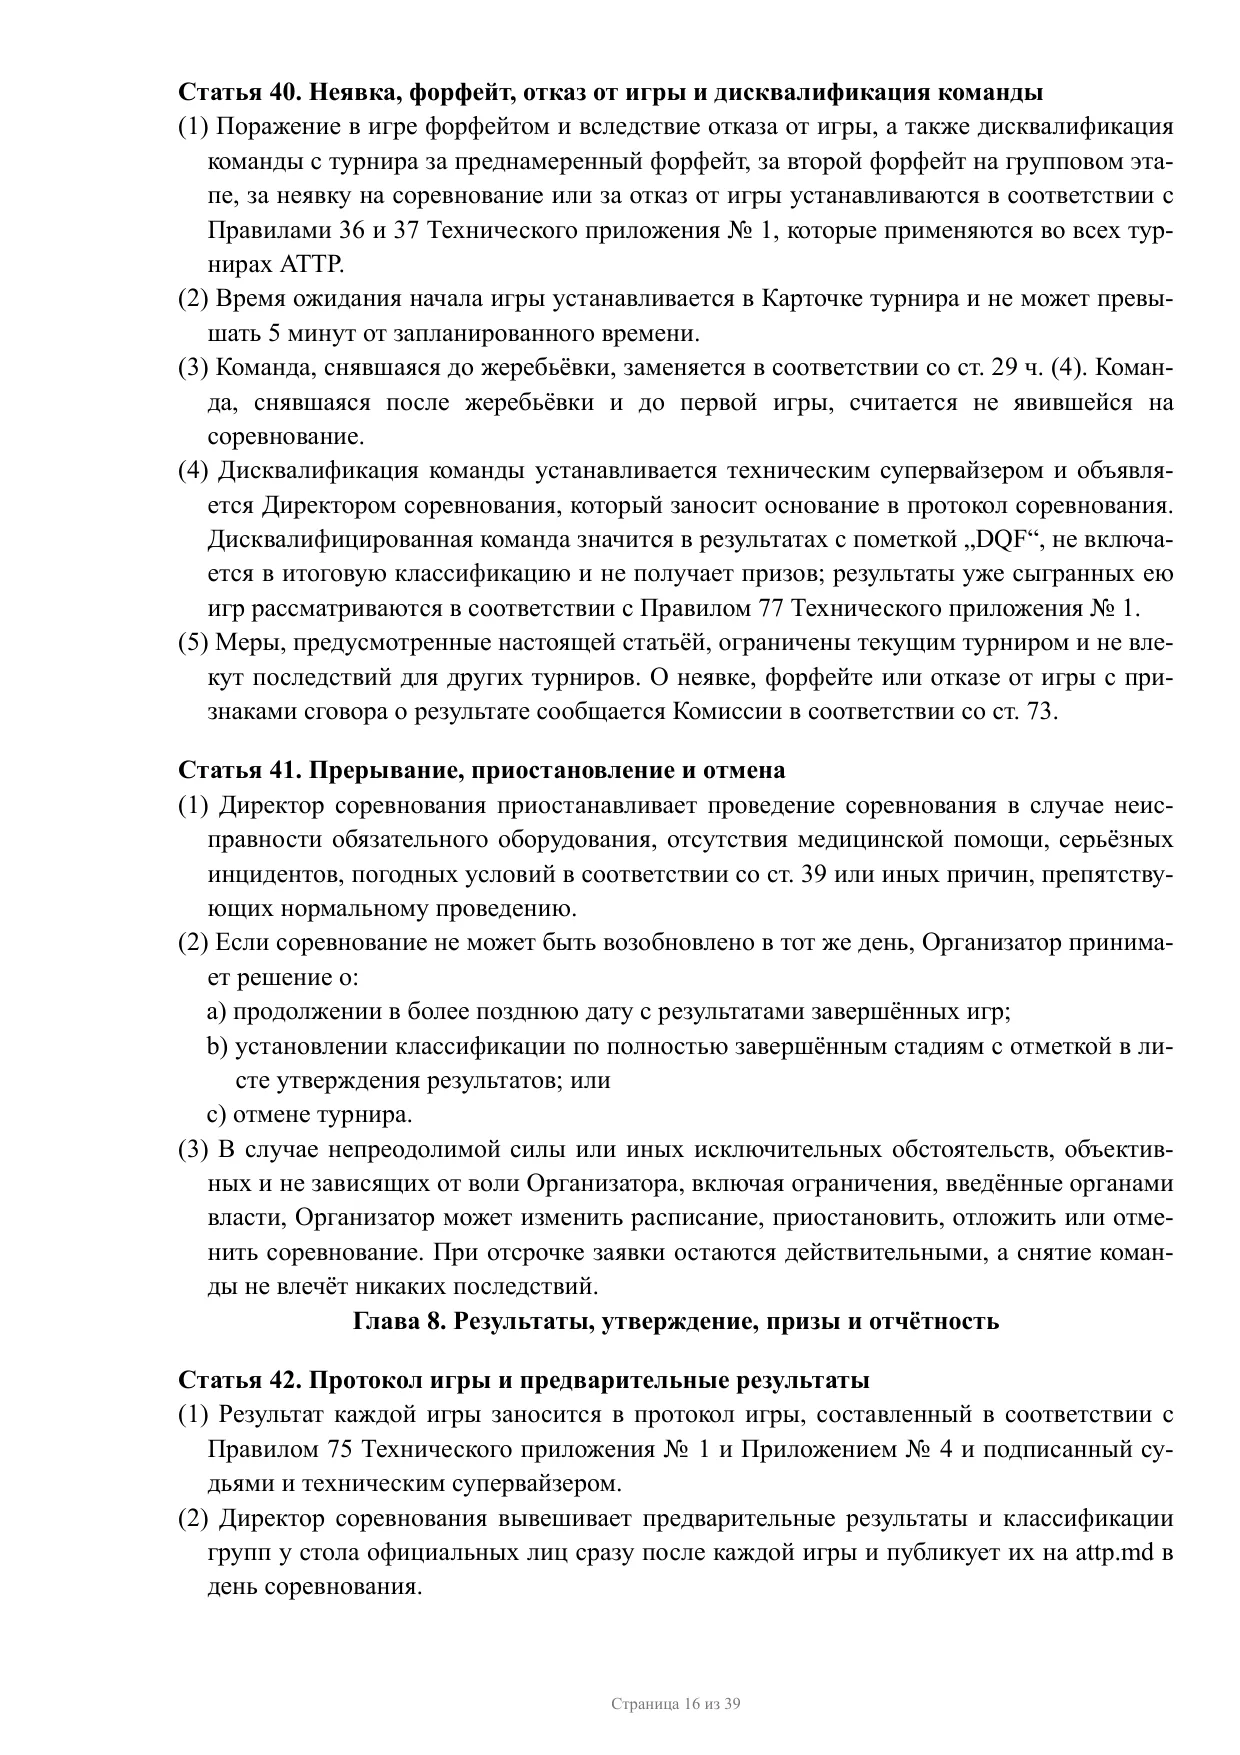 Статья 40. Неявка, форфейт, отказ от игры и дисквалификация команды
(1) Поражение в игре форфейтом и вследствие отказа от игры, а также дисквалификация
команды с турнира за преднамеренный форфейт, за второй форфейт на групповом эта-
пе, за неявку на соревнование или за отказ от игры устанавливаются в соответствии с
Правилами 36 и 37 Технического приложения № 1, которые применяются во всех тур-
нирах АТТР.
(2) Время ожидания начала игры устанавливается в Карточке турнира и не может превы-
шать 5 минут от запланированного времени.
(3) Команда, снявшаяся до жеребьёвки, заменяется в соответствии со ст. 29 ч. (4). Коман-
да, снявшаяся после жеребьёвки и до первой игры, считается не явившейся на
соревнование.
(4) Дисквалификация команды устанавливается техническим супервайзером и объявля-
ется Директором соревнования, который заносит основание в протокол соревнования.
Дисквалифицированная команда значится в результатах с пометкой „DQF“, не включа-
ется в итоговую классификацию и не получает призов; результаты уже сыгранных ею
игр рассматриваются в соответствии с Правилом 77 Технического приложения № 1.
(5) Меры, предусмотренные настоящей статьёй, ограничены текущим турниром и не вле-
кут последствий для других турниров. О неявке, форфейте или отказе от игры с при-
знаками сговора о результате сообщается Комиссии в соответствии со ст. 73.
Статья 41. Прерывание, приостановление и отмена
(1) Директор соревнования приостанавливает проведение соревнования в случае неис-
правности обязательного оборудования, отсутствия медицинской помощи, серьёзных
инцидентов, погодных условий в соответствии со ст. 39 или иных причин, препятству-
ющих нормальному проведению.
(2) Если соревнование не может быть возобновлено в тот же день, Организатор принима-
ет решение о:
a) продолжении в более позднюю дату с результатами завершённых игр;
b) установлении классификации по полностью завершённым стадиям с отметкой в ли-
сте утверждения результатов; или
c) отмене турнира.
(3) В случае непреодолимой силы или иных исключительных обстоятельств, объектив-
ных и не зависящих от воли Организатора, включая ограничения, введённые органами
власти, Организатор может изменить расписание, приостановить, отложить или отме-
нить соревнование. При отсрочке заявки остаются действительными, а снятие коман-
ды не влечёт никаких последствий.
Глава 8. Результаты, утверждение, призы и отчётность
Статья 42. Протокол игры и предварительные результаты
(1) Результат каждой игры заносится в протокол игры, составленный в соответствии с
Правилом 75 Технического приложения № 1 и Приложением № 4 и подписанный су-
дьями и техническим супервайзером.
(2) Директор соревнования вывешивает предварительные результаты и классификации
групп у стола официальных лиц сразу после каждой игры и публикует их на attp.md в
день соревнования.
Страница 16 из 39